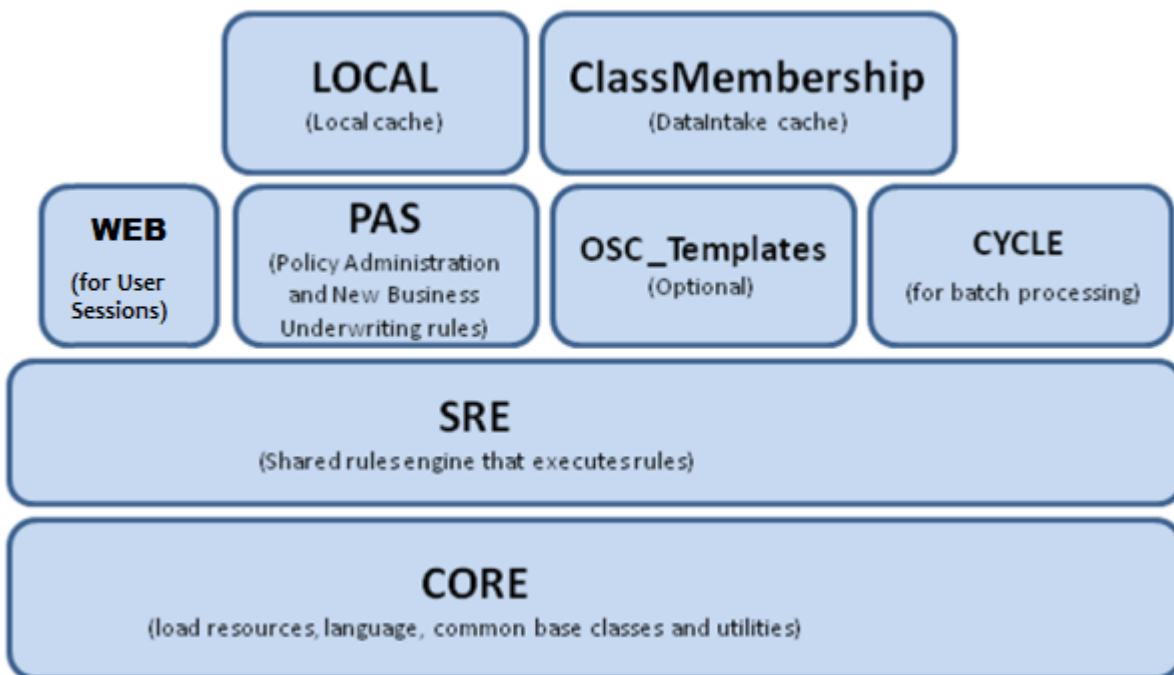 LOCAL
(Local cache)
ClassMembership
(DataIntake cache)
WEB
(for User
Sessions)
PAS
(Policy Administration
and New Business
Underwriting rules)
OSC_Templates
(Optional)
CYCLE
(for batch processing)
SRE
(Shared rules engine that executes rules)
CORE
(load resources, language, common base classes and utilities)